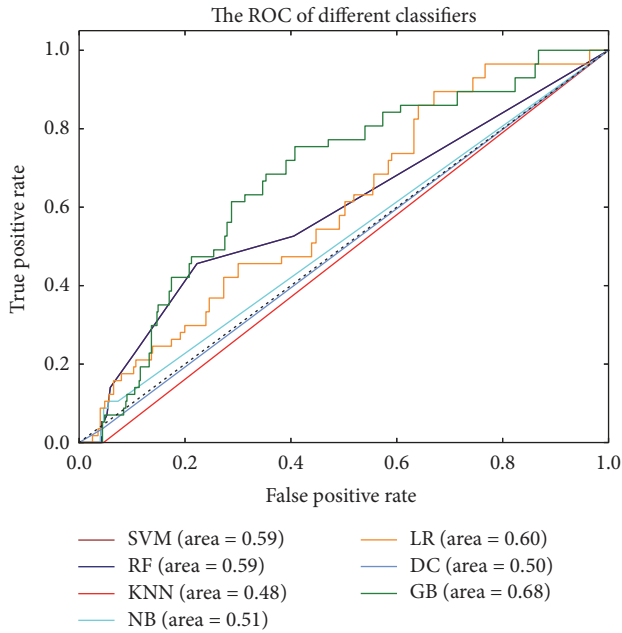 The ROC of different classifiers
1.0
0.8
0.6
0.4
0.2
0.0
True positive rate
0.0 0.2 0.4 0.6 0.8 1.0
False positive rate
SVM (area = 0.59)
RF (area = 0.59)
KNN (area = 0.48)
NB (area = 0.51)
LR (area = 0.60)
DC (area = 0.50)
GB (area = 0.68)